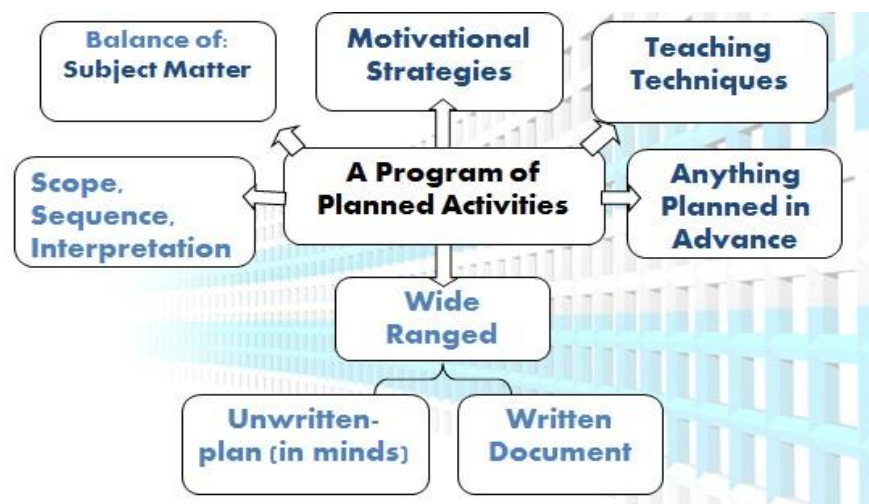 Balance of:
Subject Matter
Motivational
Strategies
Teaching
Techniques
Scope,
Sequence,
Interpretation
A Program of
Planned Activities
Anything
Planned in
Advance
Wide
Ranged
Unwritten-
plan (in minds)
Written
Document